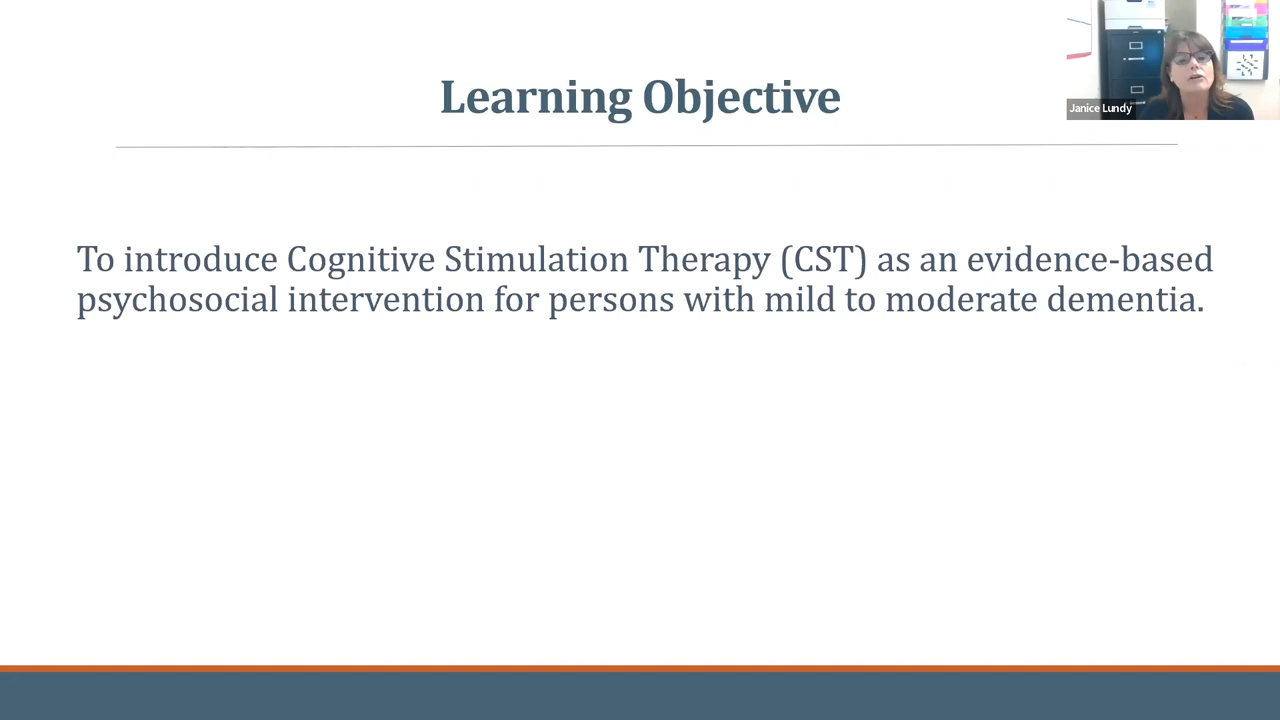 Learning Objective
Janice Lundy
To introduce Cognitive Stimulation Therapy (CST) as an evidence-based
psychosocial intervention for persons with mild to moderate dementia.